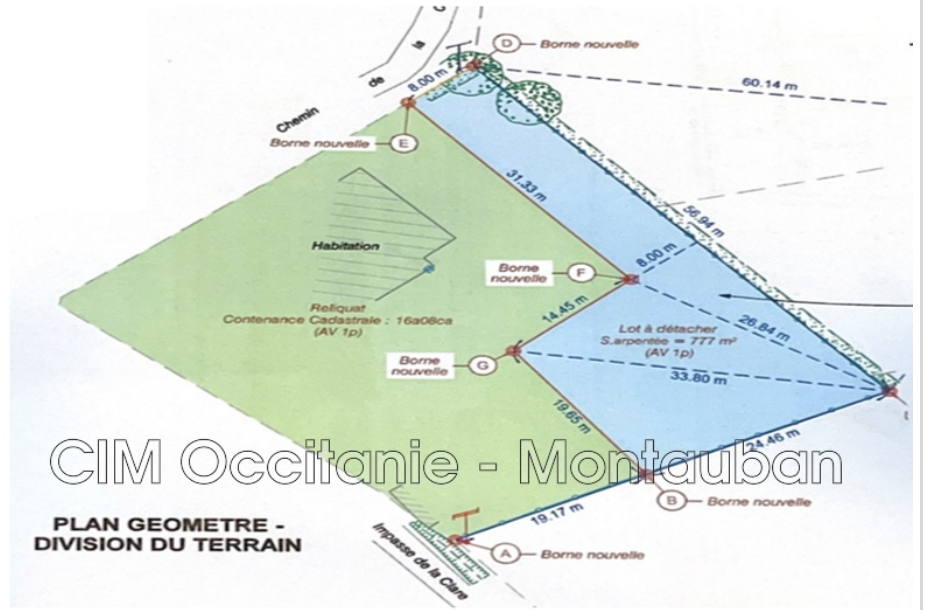 D
Borne nouvelle
8.00 m
60.14 m
Chemin
de
la
Borne nouvelle
E
31.33 m
56.94 m
Habitation
8.00 m
Borne
nouvelle
F
Reliquat
Contenance Cadastrale : 16a08ca
(AV 1p)
14.45 m
26.84 m
Lot à détacher
S.arpentée = 777 m²
(AV 1p)
Borne
nouvelle
G
33.80 m
19.65 m
24.46 m
CIM Occitanie - Montauban
B
Borne nouvelle
19.17 m
PLAN GEOMETRE -
DIVISION DU TERRAIN
A
Borne nouvelle
Impasse de la Clare